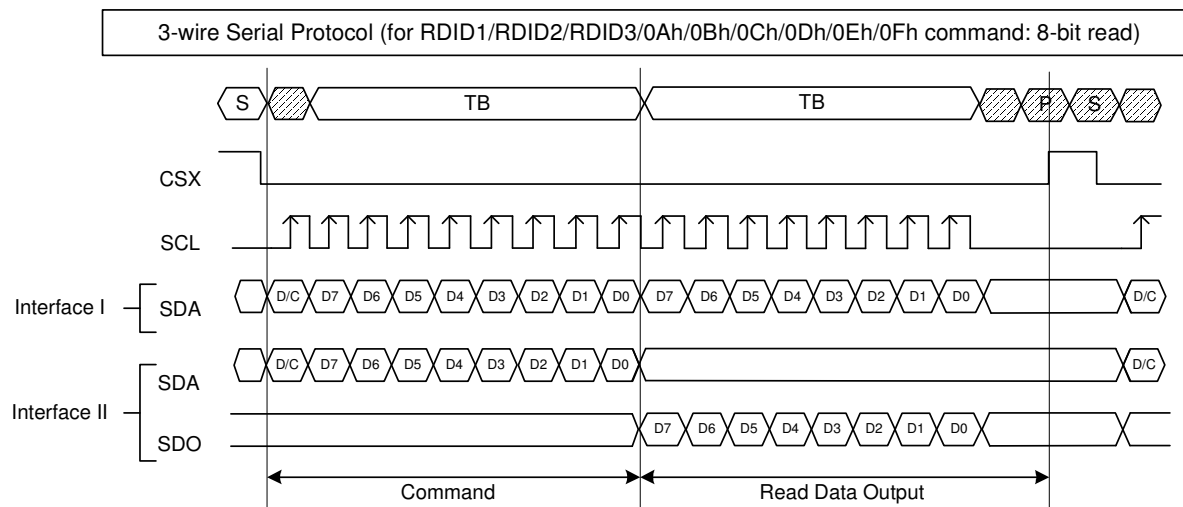 3-wire Serial Protocol (for RDID1/RDID2/RDID3/0Ah/0Bh/0Ch/0Dh/0Eh/0Fh command: 8-bit read)
S TB TB P S
CSX
SCL
Interface I
SDA
D/C D7 D6 D5 D4 D3 D2 D1 D0 D7 D6 D5 D4 D3 D2 D1 D0 D/C
Interface II
SDA
D/C D7 D6 D5 D4 D3 D2 D1 D0 D/C
SDO
D7 D6 D5 D4 D3 D2 D1 D0
Command Read Data Output